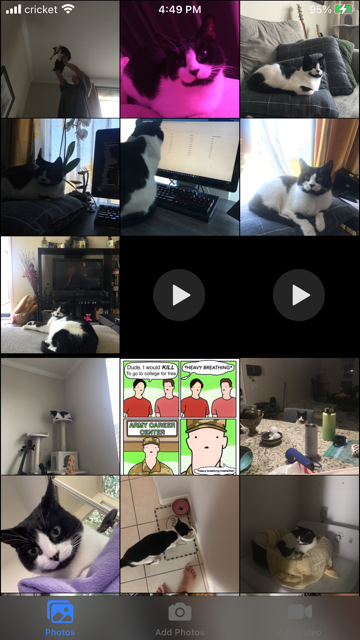 cricket
4:49 PM
95%
Dude, I would KILL
To go to college for free
*HEAVY BREATHING*
ARMY CAREER
CENTER
*Heavy breathing intensifies*
Photos
Add Photos